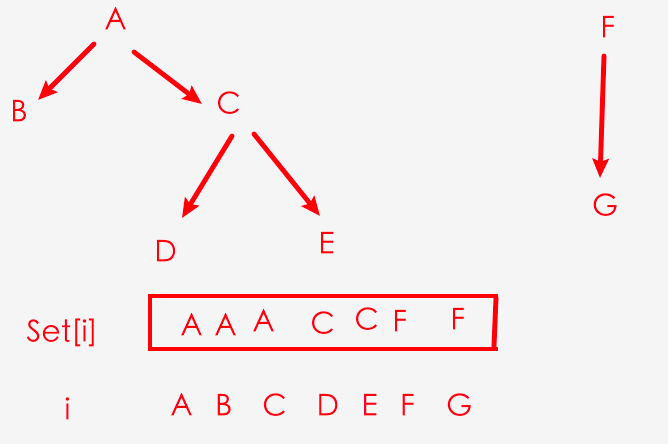 A F
B C
G
D E
Set[i] A A A C C F F
i A B C D E F G